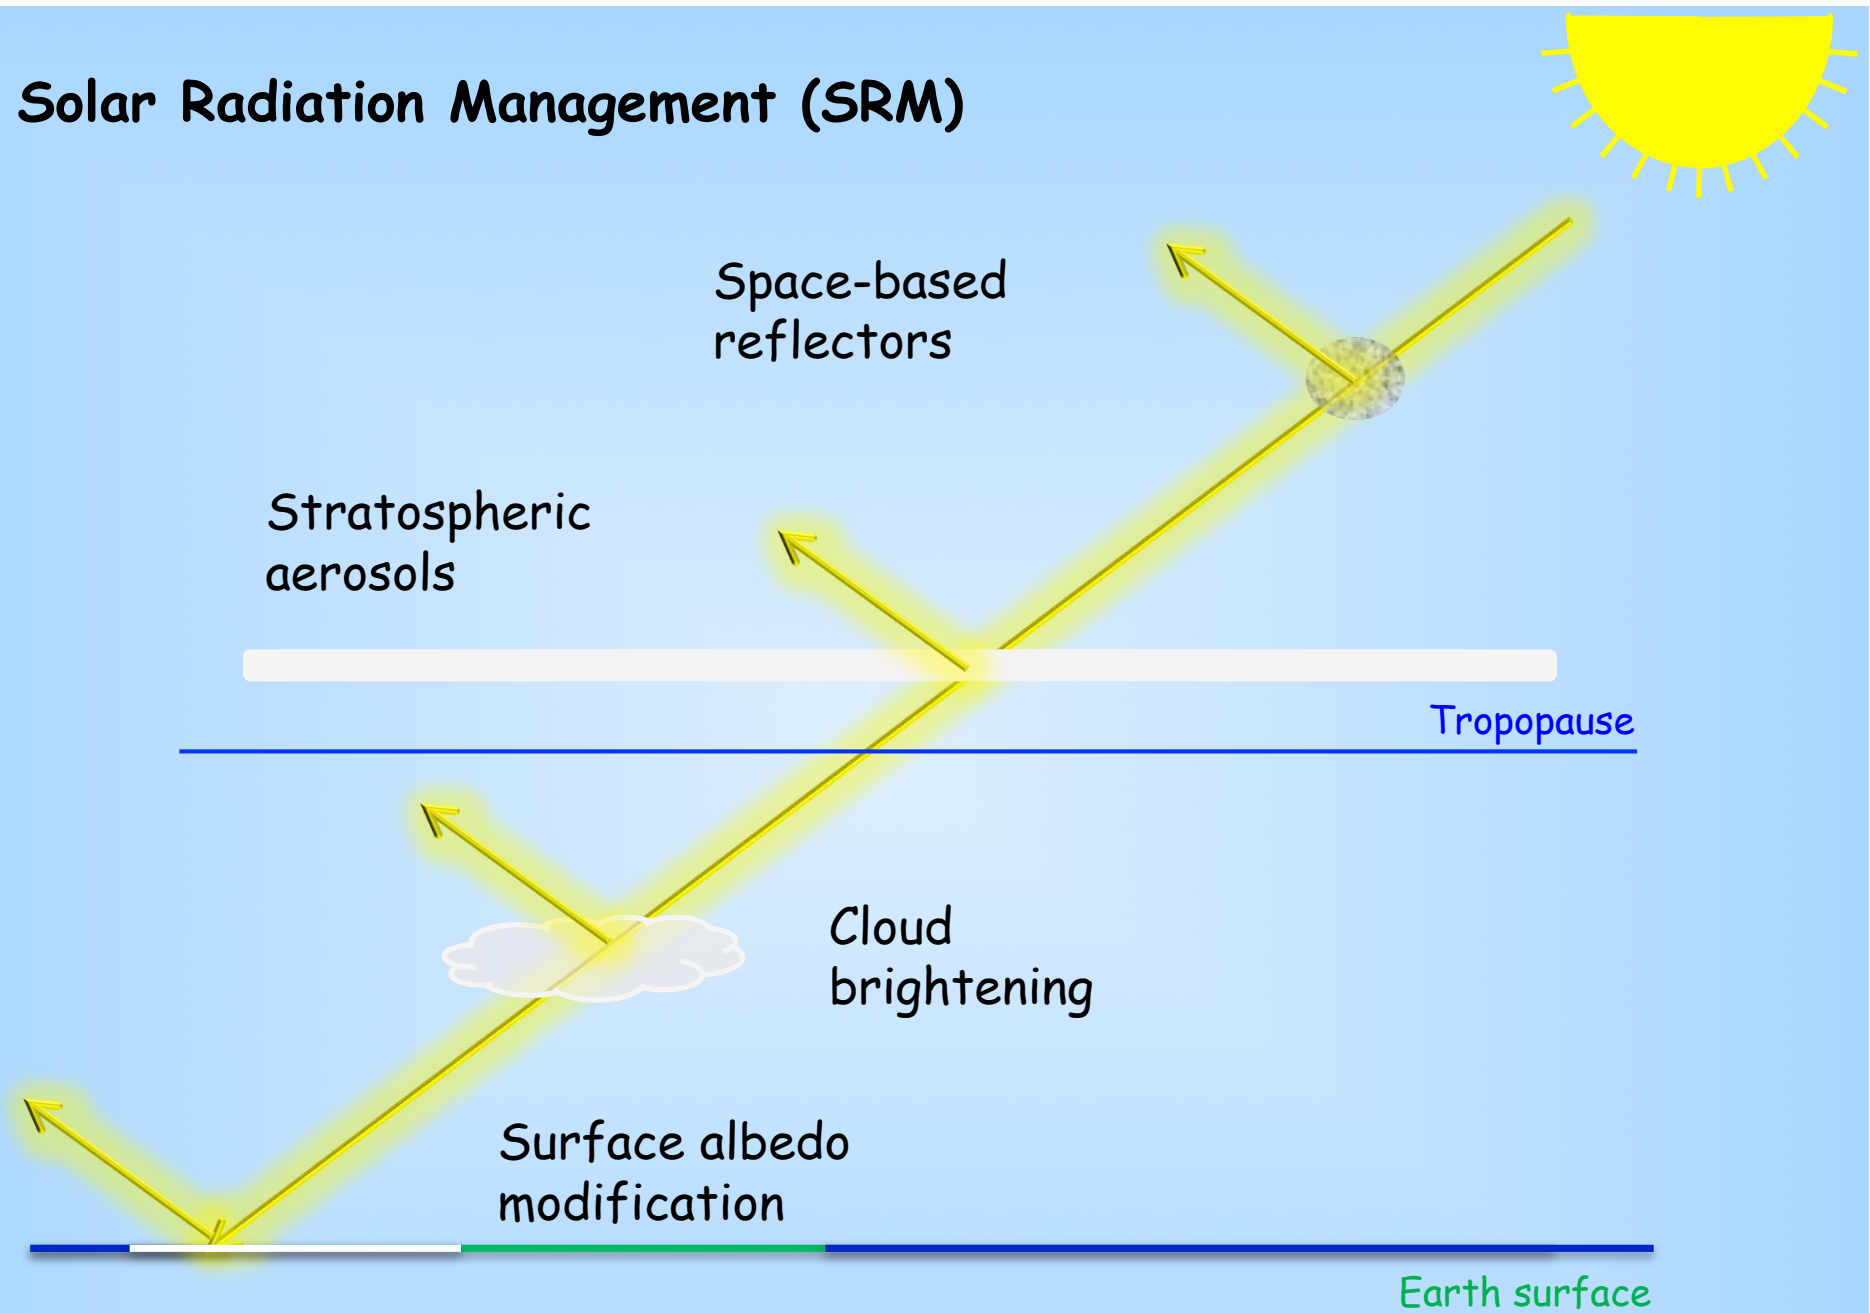 Solar Radiation Management (SRM)
Space-based
reflectors
Stratospheric
aerosols
Tropopause
Cloud
brightening
Surface albedo
modification
Earth surface